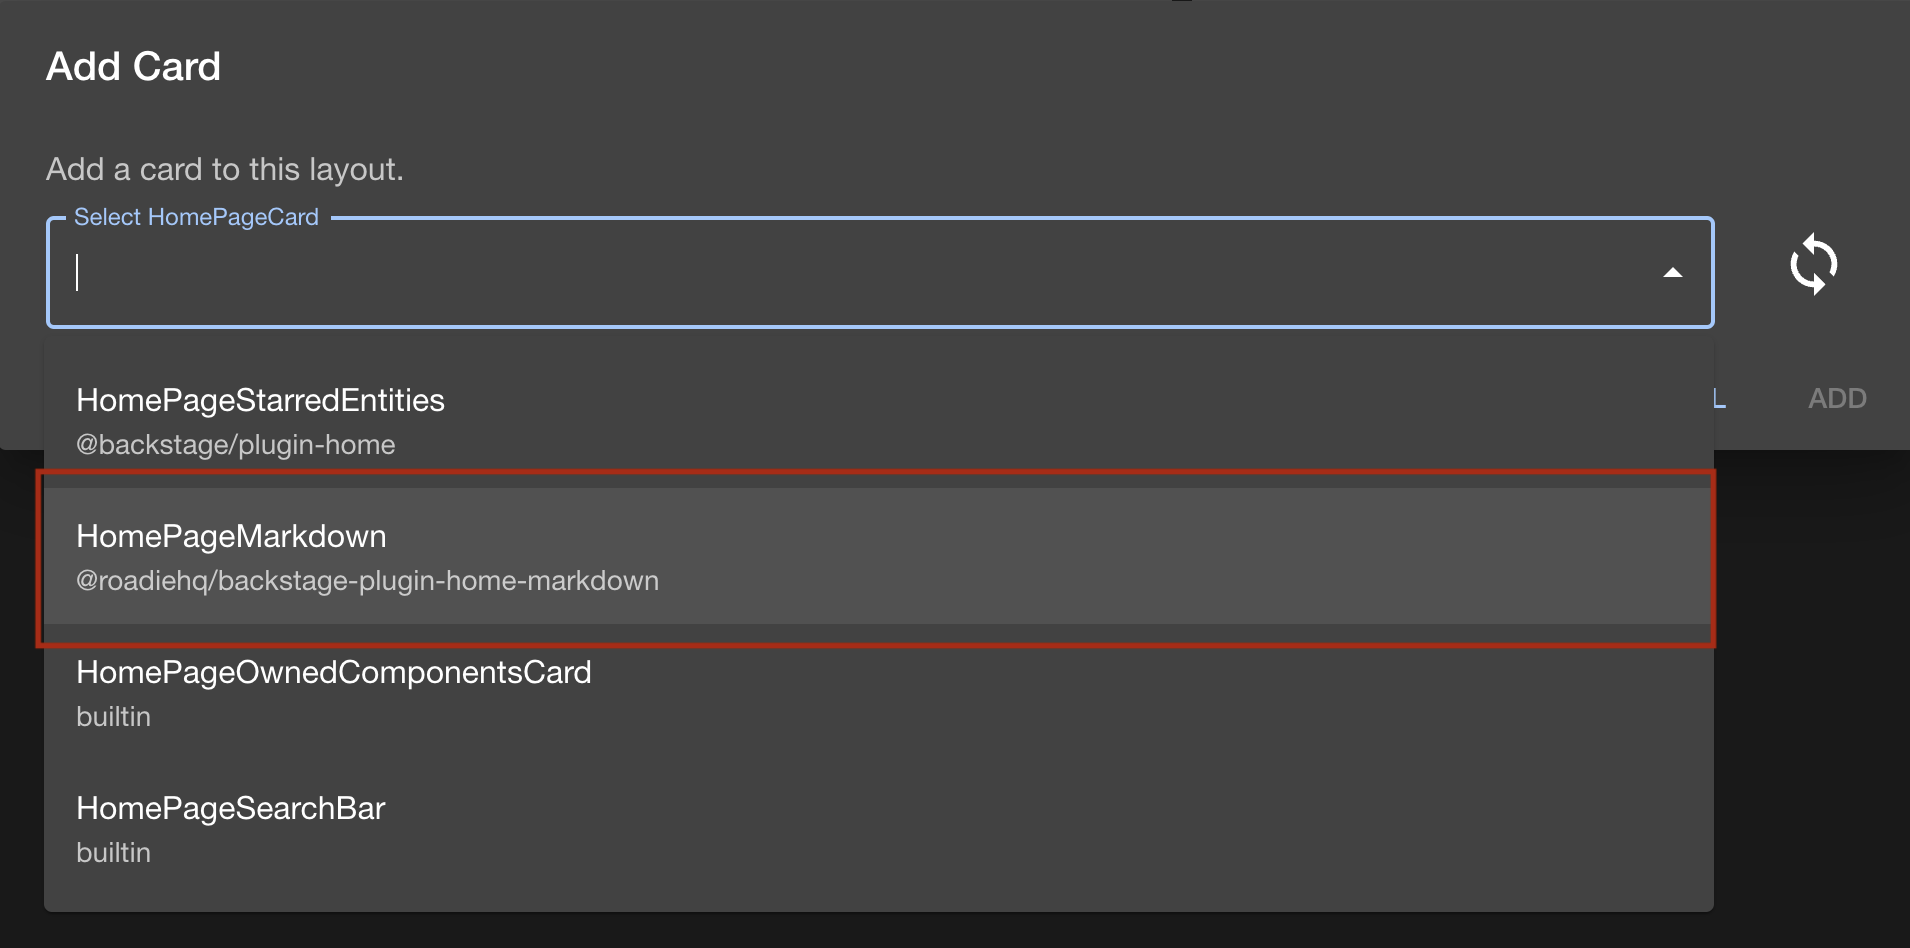 Add Card
Add a card to this layout.
Select HomePageCard
HomePageStarredEntities
@backstage/plugin-home
L
ADD
HomePageMarkdown
@roadiehq/backstage-plugin-home-markdown
HomePageOwnedComponentsCard
builtin
HomePageSearchBar
builtin